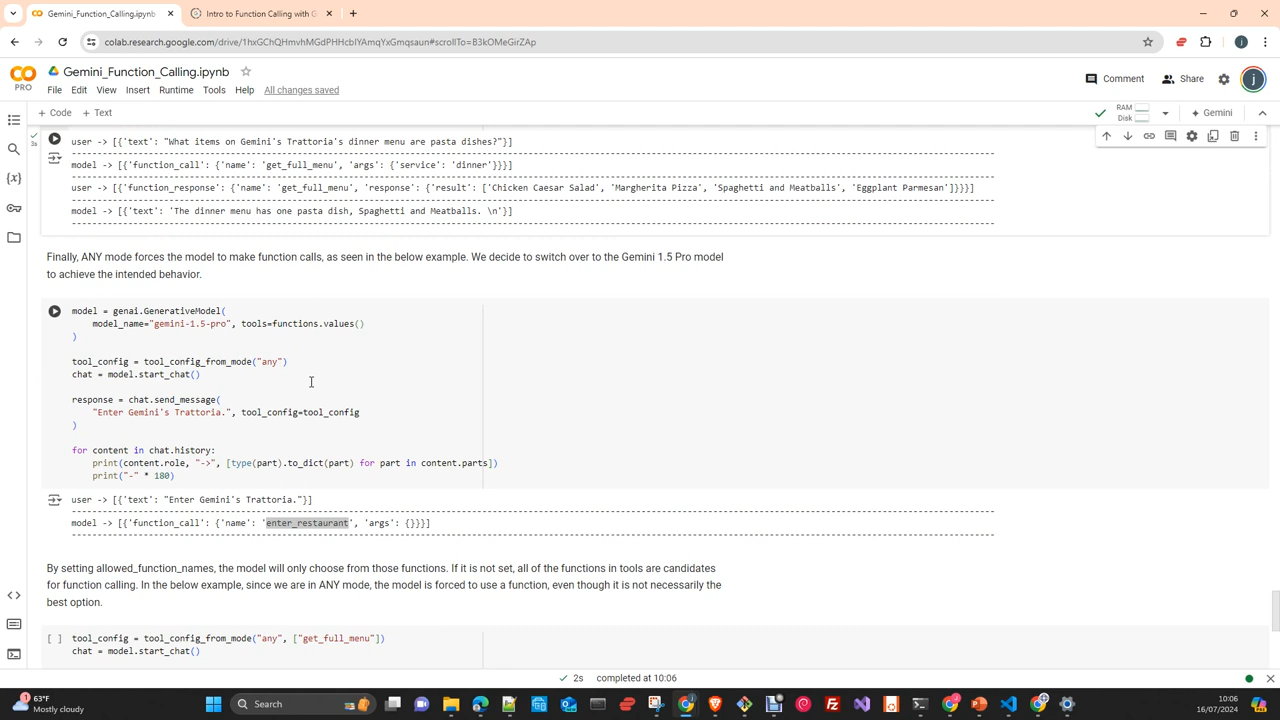 Gemini_Function_Calling.ipynb
Intro to Function Calling with G
colab.research.google.com/drive/1hxGChQHmvhMGdPHHcblYAmqYxGmqsaun#scrollTo=B3kOMeGirZAp
j
PRO
Gemini_Function_Calling.ipynb
Comment
Share
j
File Edit View Insert Runtime Tools Help All changes saved
+ Code + Text
RAM
Disk
Gemini
3s
user -> [{'text': "What items on Gemini's Trattoria's dinner menu are pasta dishes?"}]
------------------------------------------------------------------------------------------------------------------------------------------------------------------------------------
model -> [{'function_call': {'name': 'get_full_menu', 'args': {'service': 'dinner'}}}]
------------------------------------------------------------------------------------------------------------------------------------------------------------------------------------
user -> [{'function_response': {'name': 'get_full_menu', 'response': {'result': ['Chicken Caesar Salad', 'Margherita Pizza', 'Spaghetti and Meatballs', 'Eggplant Parmesan']}}}]
------------------------------------------------------------------------------------------------------------------------------------------------------------------------------------
model -> [{'text': 'The dinner menu has one pasta dish, Spaghetti and Meatballs. \n'}]
------------------------------------------------------------------------------------------------------------------------------------------------------------------------------------
Finally, ANY mode forces the model to make function calls, as seen in the below example. We decide to switch over to the Gemini 1.5 Pro model
to achieve the intended behavior.
model = genai.GenerativeModel(
model_name="gemini-1.5-pro", tools=functions.values()
)
tool_config = tool_config_from_mode("any")
chat = model.start_chat()
response = chat.send_message(
"Enter Gemini's Trattoria.", tool_config=tool_config
)
for content in chat.history:
print(content.role, "->", [type(part).to_dict(part) for part in content.parts])
print("-" * 180)
user -> [{'text': "Enter Gemini's Trattoria."}]
------------------------------------------------------------------------------------------------------------------------------------------------------------------------------------
model -> [{'function_call': {'name': 'enter_restaurant', 'args': {}}}]
------------------------------------------------------------------------------------------------------------------------------------------------------------------------------------
By setting allowed_function_names, the model will only choose from those functions. If it is not set, all of the functions in tools are candidates
for function calling. In the below example, since we are in ANY mode, the model is forced to use a function, even though it is not necessarily the
best option.
[ ] tool_config = tool_config_from_mode("any", ["get_full_menu"])
chat = model.start_chat()
2s completed at 10:06
1
63°F
Mostly cloudy
Search
10:06
16/07/2024